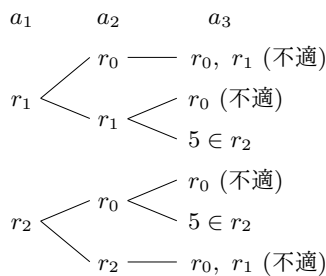 a₁ a₂ a₃
r₀ r₀, r₁ (不適)
r₁ r₀ (不適)
r₁
5 ∈ r₂
r₀ (不適)
r₀
r₂ 5 ∈ r₂
r₂ r₀, r₁ (不適)